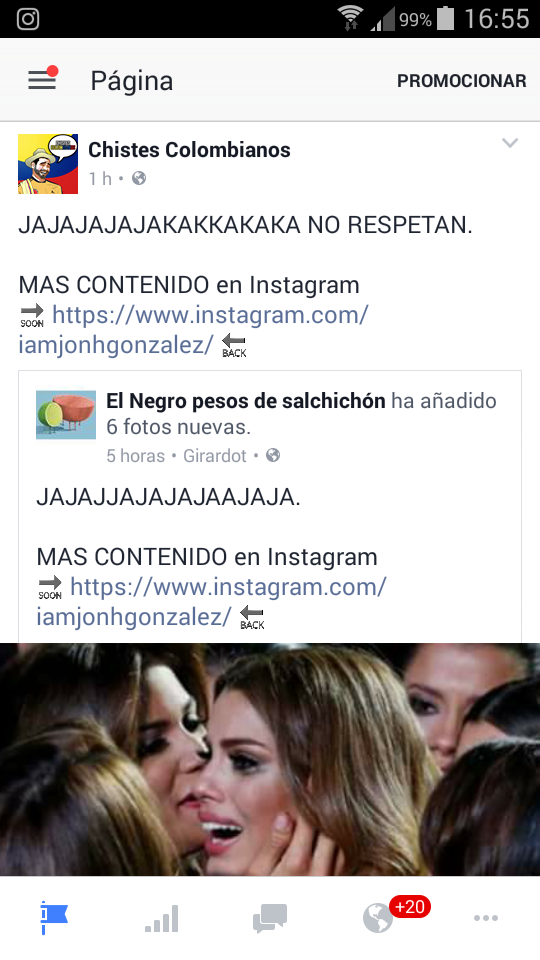 99% 16:55
Página PROMOCIONAR
Chistes Colombianos
1 h •
JAJAJAJAJAKAKKAKAKA NO RESPETAN.
MAS CONTENIDO en Instagram
SOON https://www.instagram.com/
iamjonhgonzalez/ BACK
El Negro pesos de salchichón ha añadido
6 fotos nuevas.
5 horas • Girardot •
JAJAJJAJAJAJAAJAJA.
MAS CONTENIDO en Instagram
SOON https://www.instagram.com/
iamjonhgonzalez/ BACK
+20